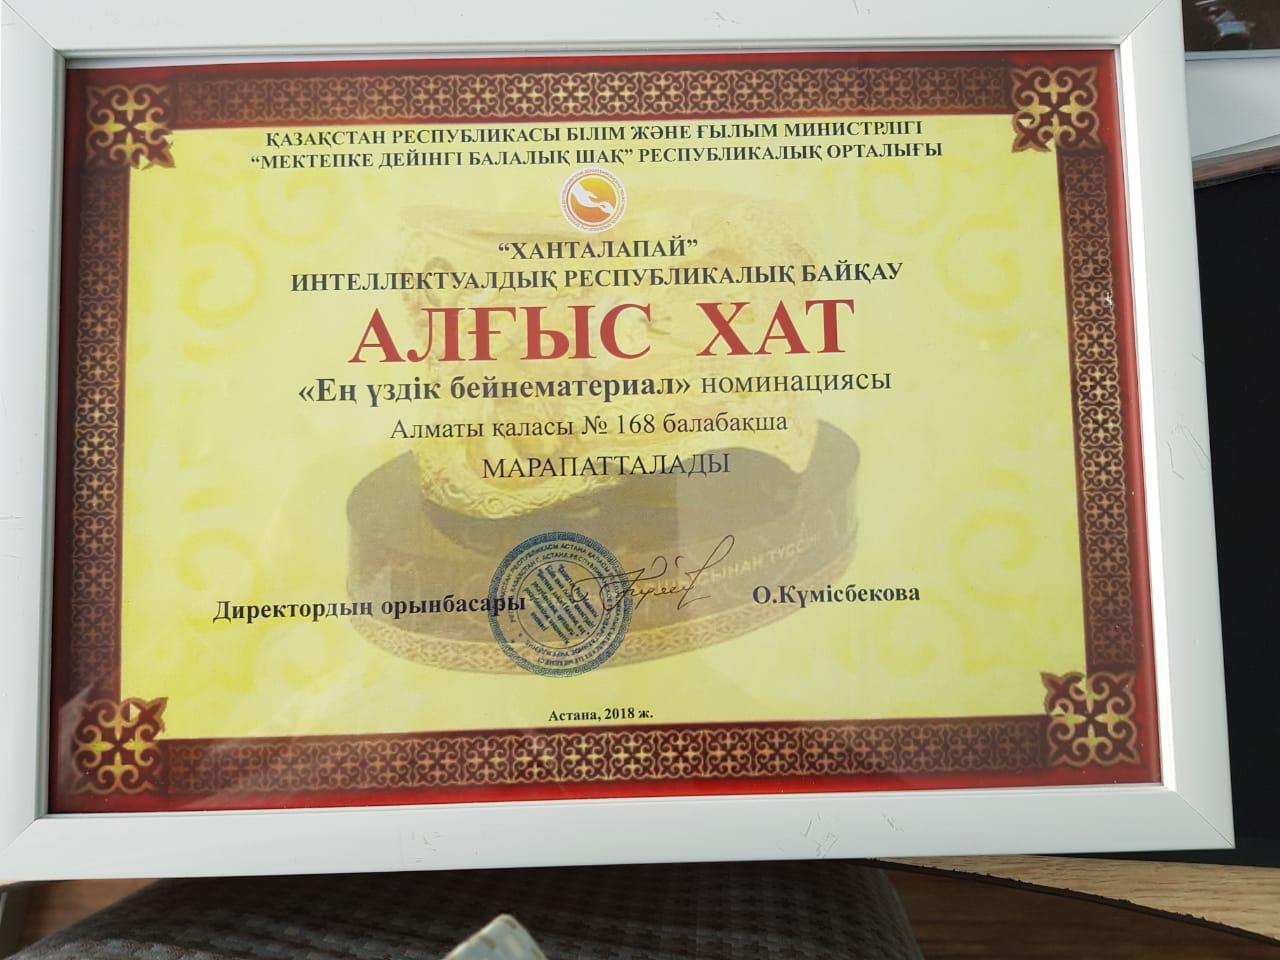 ҚАЗАҚСТАН РЕСПУБЛИКАСЫ БІЛІМ ЖӘНЕ ҒЫЛЫМ МИНИСТРЛІГІ
“МЕКТЕПКЕ ДЕЙІНГІ БАЛАЛЫҚ ШАҚ” РЕСПУБЛИКАЛЫҚ ОРТАЛЫҒЫ
“ХАНТАЛАПАЙ”
ИНТЕЛЛЕКТУАЛДЫҚ РЕСПУБЛИКАЛЫҚ БАЙҚАУ
АЛҒЫС ХАТ
«Ең үздік бейнематериал» номинациясы
Алматы қаласы № 168 балабақша
МАРАПАТТАЛАДЫ
Директордың орынбасары О.Күмісбекова
Астана, 2018 ж.